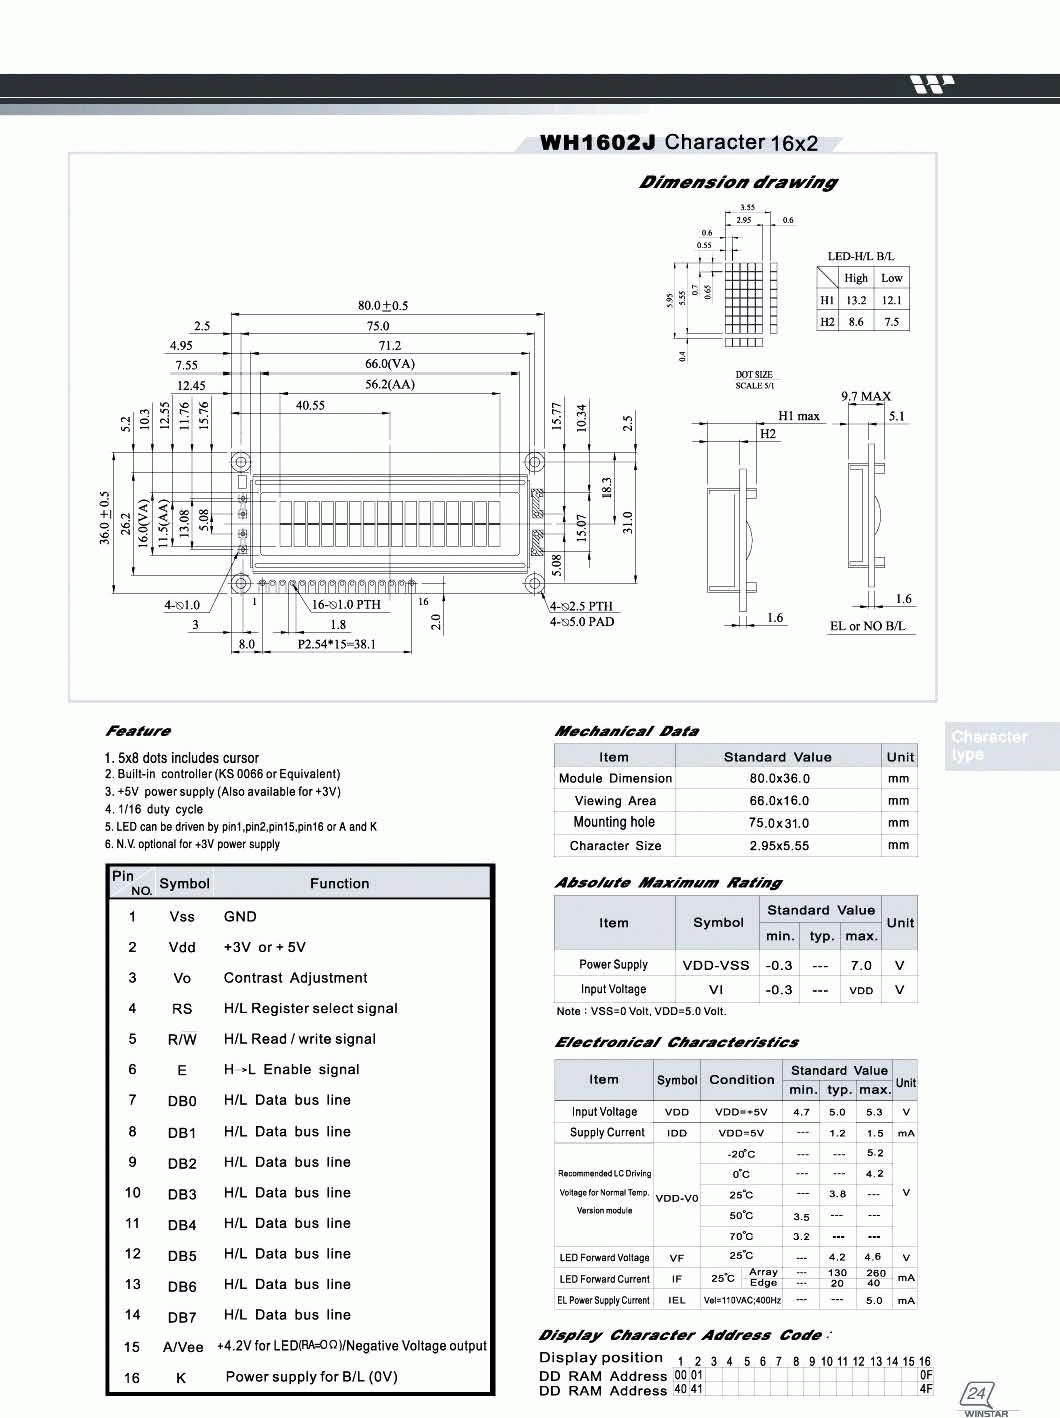 WH1602J Character 16x2
Dimension drawing
3.55
2.95 0.6
0.6
0.55
5.95 5.55 0.7 0.65
0.4
DOT SIZE
SCALE 5/1
LED-H/L B/L
High Low
H1 13.2 12.1
H2 8.6 7.5
80.0±0.5
2.5 75.0
4.95 71.2
7.55 66.0(VA)
12.45 56.2(AA)
40.55
5.2 10.3 12.55 11.76 15.76 15.77 10.34 2.5
36.0±0.5 26.2 16.0(VA) 11.5(AA) 13.08 5.08 5.08 15.07 18.3 31.0
4-⌀1.0 1 16-⌀1.0 PTH 16
4-⌀2.5 PTH
4-⌀5.0 PAD
3 1.8 2.0
8.0 P2.54*15=38.1
H1 max
H2
1.6
9.7 MAX
5.1
1.6
EL or NO B/L
Character
type
Feature
1. 5x8 dots includes cursor
2. Built-in controller (KS 0066 or Equivalent)
3. +5V power supply (Also available for +3V)
4. 1/16 duty cycle
5. LED can be driven by pin1,pin2,pin15,pin16 or A and K
6. N.V. optional for +3V power supply
Pin NO. Symbol Function
1 Vss GND
2 Vdd +3V or + 5V
3 Vo Contrast Adjustment
4 RS H/L Register select signal
5 R/W̅ H/L Read / write signal
6 E H→L Enable signal
7 DB0 H/L Data bus line
8 DB1 H/L Data bus line
9 DB2 H/L Data bus line
10 DB3 H/L Data bus line
11 DB4 H/L Data bus line
12 DB5 H/L Data bus line
13 DB6 H/L Data bus line
14 DB7 H/L Data bus line
15 A/Vee +4.2V for LED(RA=0Ω)/Negative Voltage output
16 K Power supply for B/L (0V)
Mechanical Data
Item Standard Value Unit
Module Dimension 80.0x36.0 mm
Viewing Area 66.0x16.0 mm
Mounting hole 75.0x31.0 mm
Character Size 2.95x5.55 mm
Absolute Maximum Rating
Item Symbol Standard Value Unit
min. typ. max.
Power Supply VDD-VSS -0.3 --- 7.0 V
Input Voltage VI -0.3 --- VDD V
Note : VSS=0 Volt, VDD=5.0 Volt.
Electronical Characteristics
Item Symbol Condition Standard Value Unit
min. typ. max.
Input Voltage VDD VDD=+5V 4.7 5.0 5.3 V
Supply Current IDD VDD=5V --- 1.2 1.5 mA
Recommended LC Driving
Voltage for Normal Temp.
Version module
VDD-V0
-20°C --- --- 5.2
0°C --- --- 4.2
25°C --- 3.8 --- V
50°C 3.5 --- ---
70°C 3.2 --- ---
LED Forward Voltage VF 25°C --- 4.2 4.6 V
LED Forward Current IF 25°C Array --- 130 260 mA
Edge --- 20 40
EL Power Supply Current IEL Vel=110VAC;400Hz --- --- 5.0 mA
Display Character Address Code :
Display position 1 2 3 4 5 6 7 8 9 10 11 12 13 14 15 16
DD RAM Address 00 01 0F
DD RAM Address 40 41 4F
24
WINSTAR